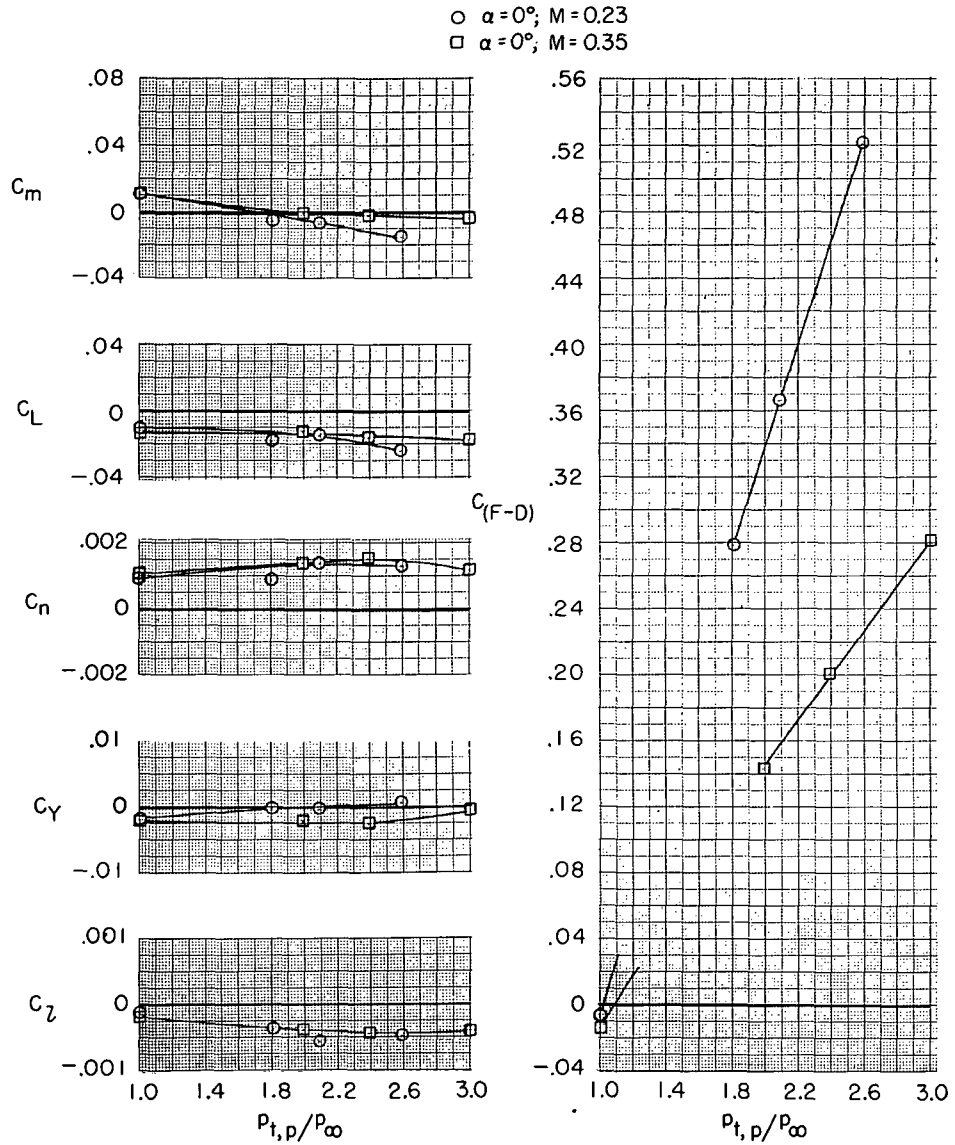 α = 0°; M = 0.23
α = 0°; M = 0.35
.08
.04
C_m
0
-.04
.04
C_L
0
-.04
.002
C_n
0
-.002
.01
C_Y
0
-.01
.001
C_l
0
-.001
1.0 1.4 1.8 2.2 2.6 3.0
p_t,p/p_∞
C_(F-D)
.56
.52
.48
.44
.40
.36
.32
.28
.24
.20
.16
.12
.08
.04
0
-.04
1.0 1.4 1.8 2.2 2.6 3.0
p_t,p/p_∞